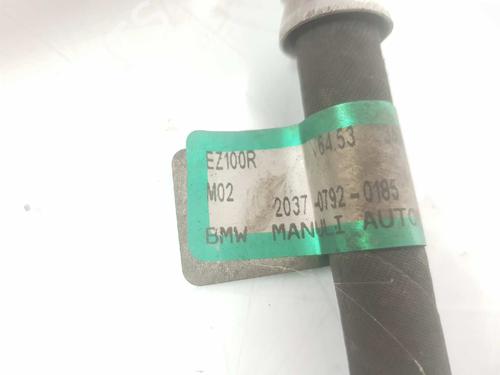 EZ100R 64.53
M02 2037-0792-0185
BMW MANULI AUTO